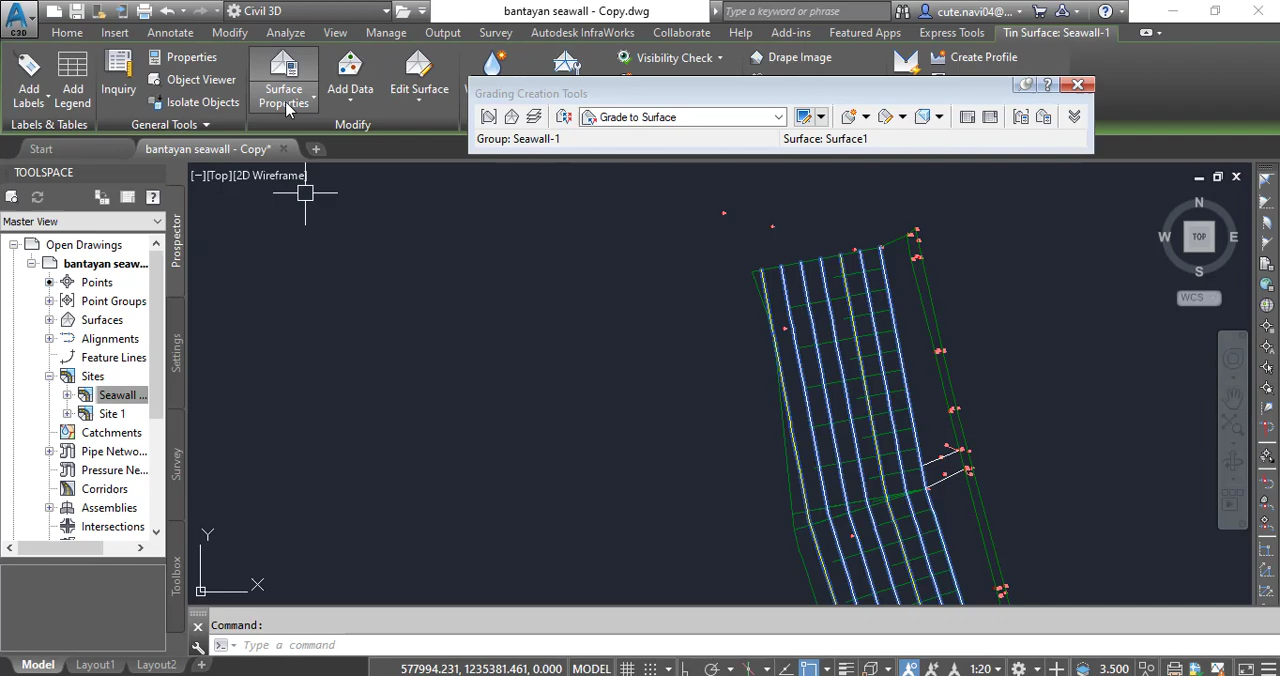 C3D
Civil 3D
bantayan seawall - Copy.dwg
Type a keyword or phrase
cute.navi04@...
Home Insert Annotate Modify Analyze View Manage Output Survey Autodesk InfraWorks Collaborate Help Add-ins Featured Apps Express Tools Tin Surface: Seawall-1
Add Labels
Add Legend
Inquiry
Properties
Object Viewer
Isolate Objects
Surface Properties
Add Data
Edit Surface
Visibility Check
Drape Image
Create Profile
Labels & Tables
General Tools
Modify
Grading Creation Tools
Grade to Surface
Group: Seawall-1
Surface: Surface1
Start
bantayan seawall - Copy*
TOOLSPACE
Master View
Open Drawings
bantayan seaw...
Points
Point Groups
Surfaces
Alignments
Feature Lines
Sites
Seawall ...
Site 1
Catchments
Pipe Netwo...
Pressure Ne...
Corridors
Assemblies
Intersections
Prospector
Settings
Survey
Toolbox
[−][Top][2D Wireframe]
N
W TOP E
S
WCS
Y
X
Command:
Type a command
Model Layout1 Layout2
577994.231, 1235381.461, 0.000 MODEL
1:20
3.500